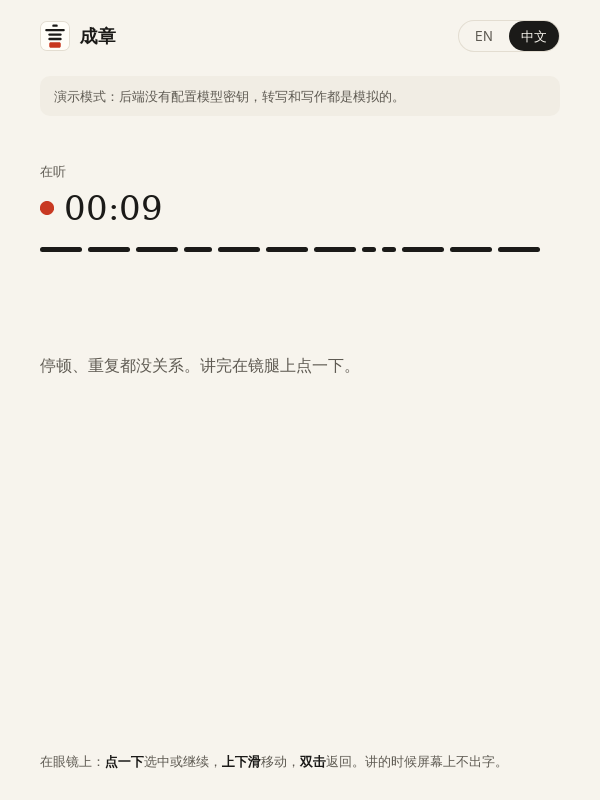 成章
EN 中文
演示模式：后端没有配置模型密钥，转写和写作都是模拟的。
在听
00:09
停顿、重复都没关系。讲完在镜腿上点一下。
在眼镜上：点一下选中或继续，上下滑移动，双击返回。讲的时候屏幕上不出字。